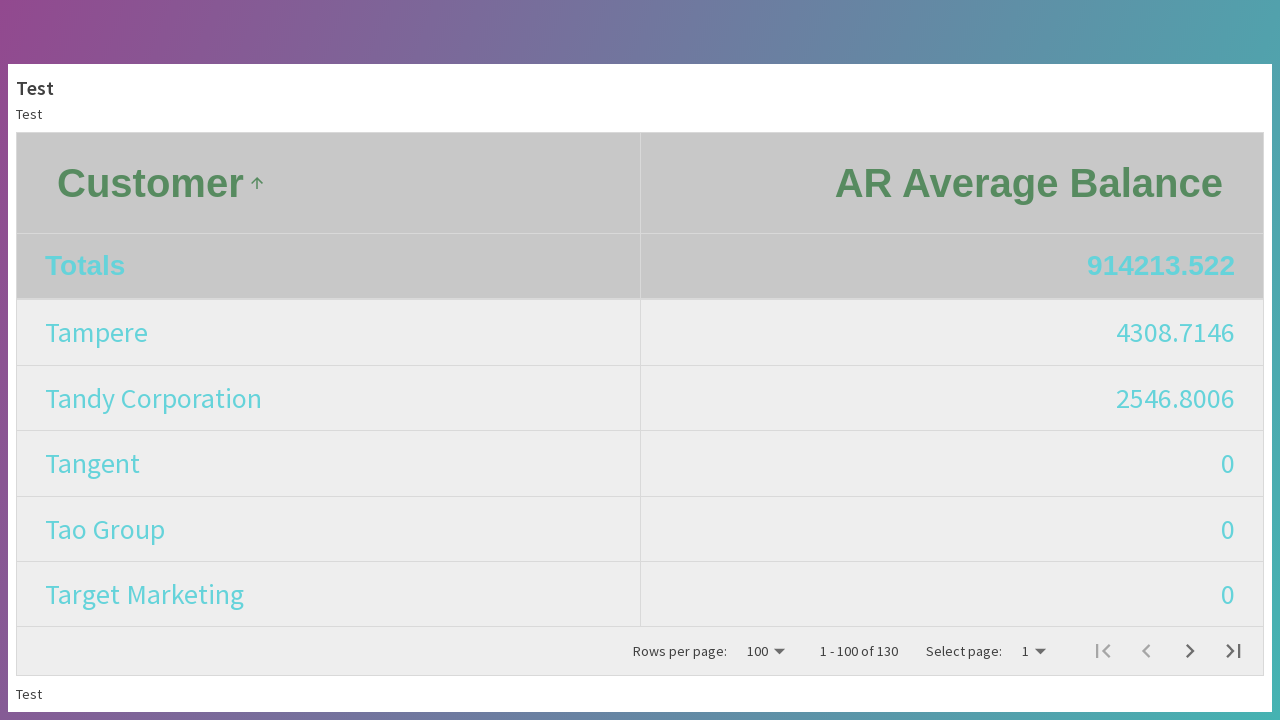 Test
Test
Customer AR Average Balance
Totals 914213.522
Tampere 4308.7146
Tandy Corporation 2546.8006
Tangent 0
Tao Group 0
Target Marketing 0
Rows per page: 100 1 - 100 of 130 Select page: 1
Test